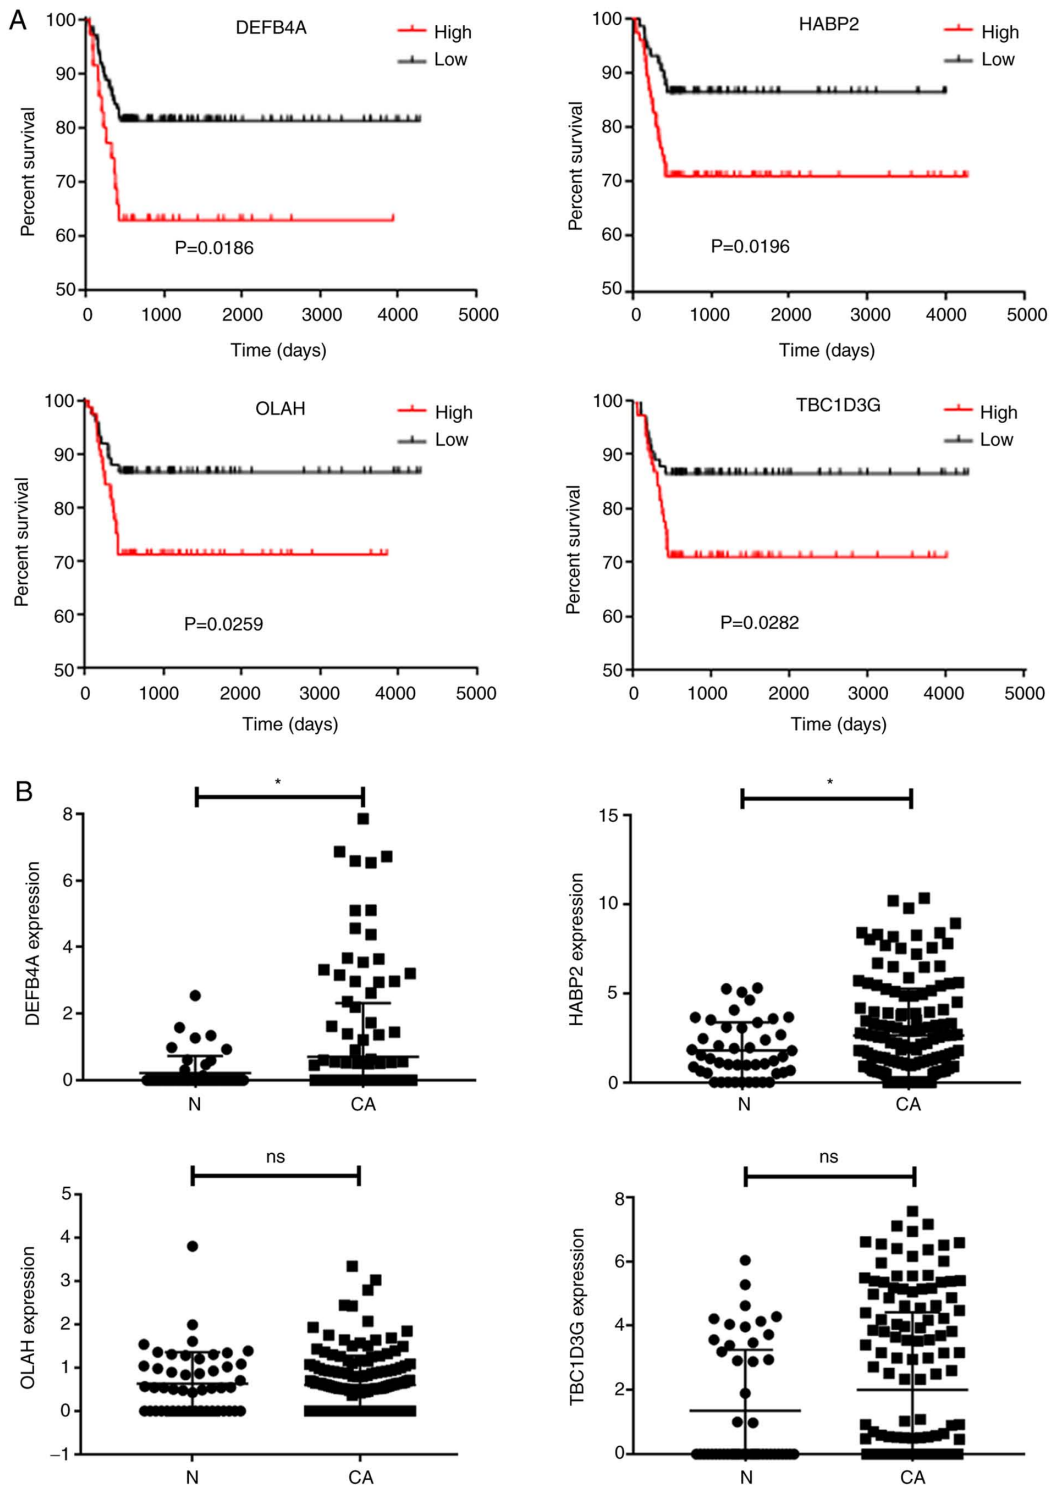 A
DEFB4A
High
Low
Percent survival
100
90
80
70
60
50
P=0.0186
0 1000 2000 3000 4000 5000
Time (days)
HABP2
High
Low
Percent survival
100
90
80
70
60
50
P=0.0196
0 1000 2000 3000 4000 5000
Time (days)
OLAH
High
Low
Percent survival
100
90
80
70
60
50
P=0.0259
0 1000 2000 3000 4000 5000
Time (days)
TBC1D3G
High
Low
Percent survival
100
90
80
70
60
50
P=0.0282
0 1000 2000 3000 4000 5000
Time (days)
B
*
DEFB4A expression
8
6
4
2
0
N CA
*
HABP2 expression
15
10
5
0
N CA
ns
OLAH expression
5
4
3
2
1
0
−1
N CA
ns
TBC1D3G expression
8
6
4
2
0
N CA